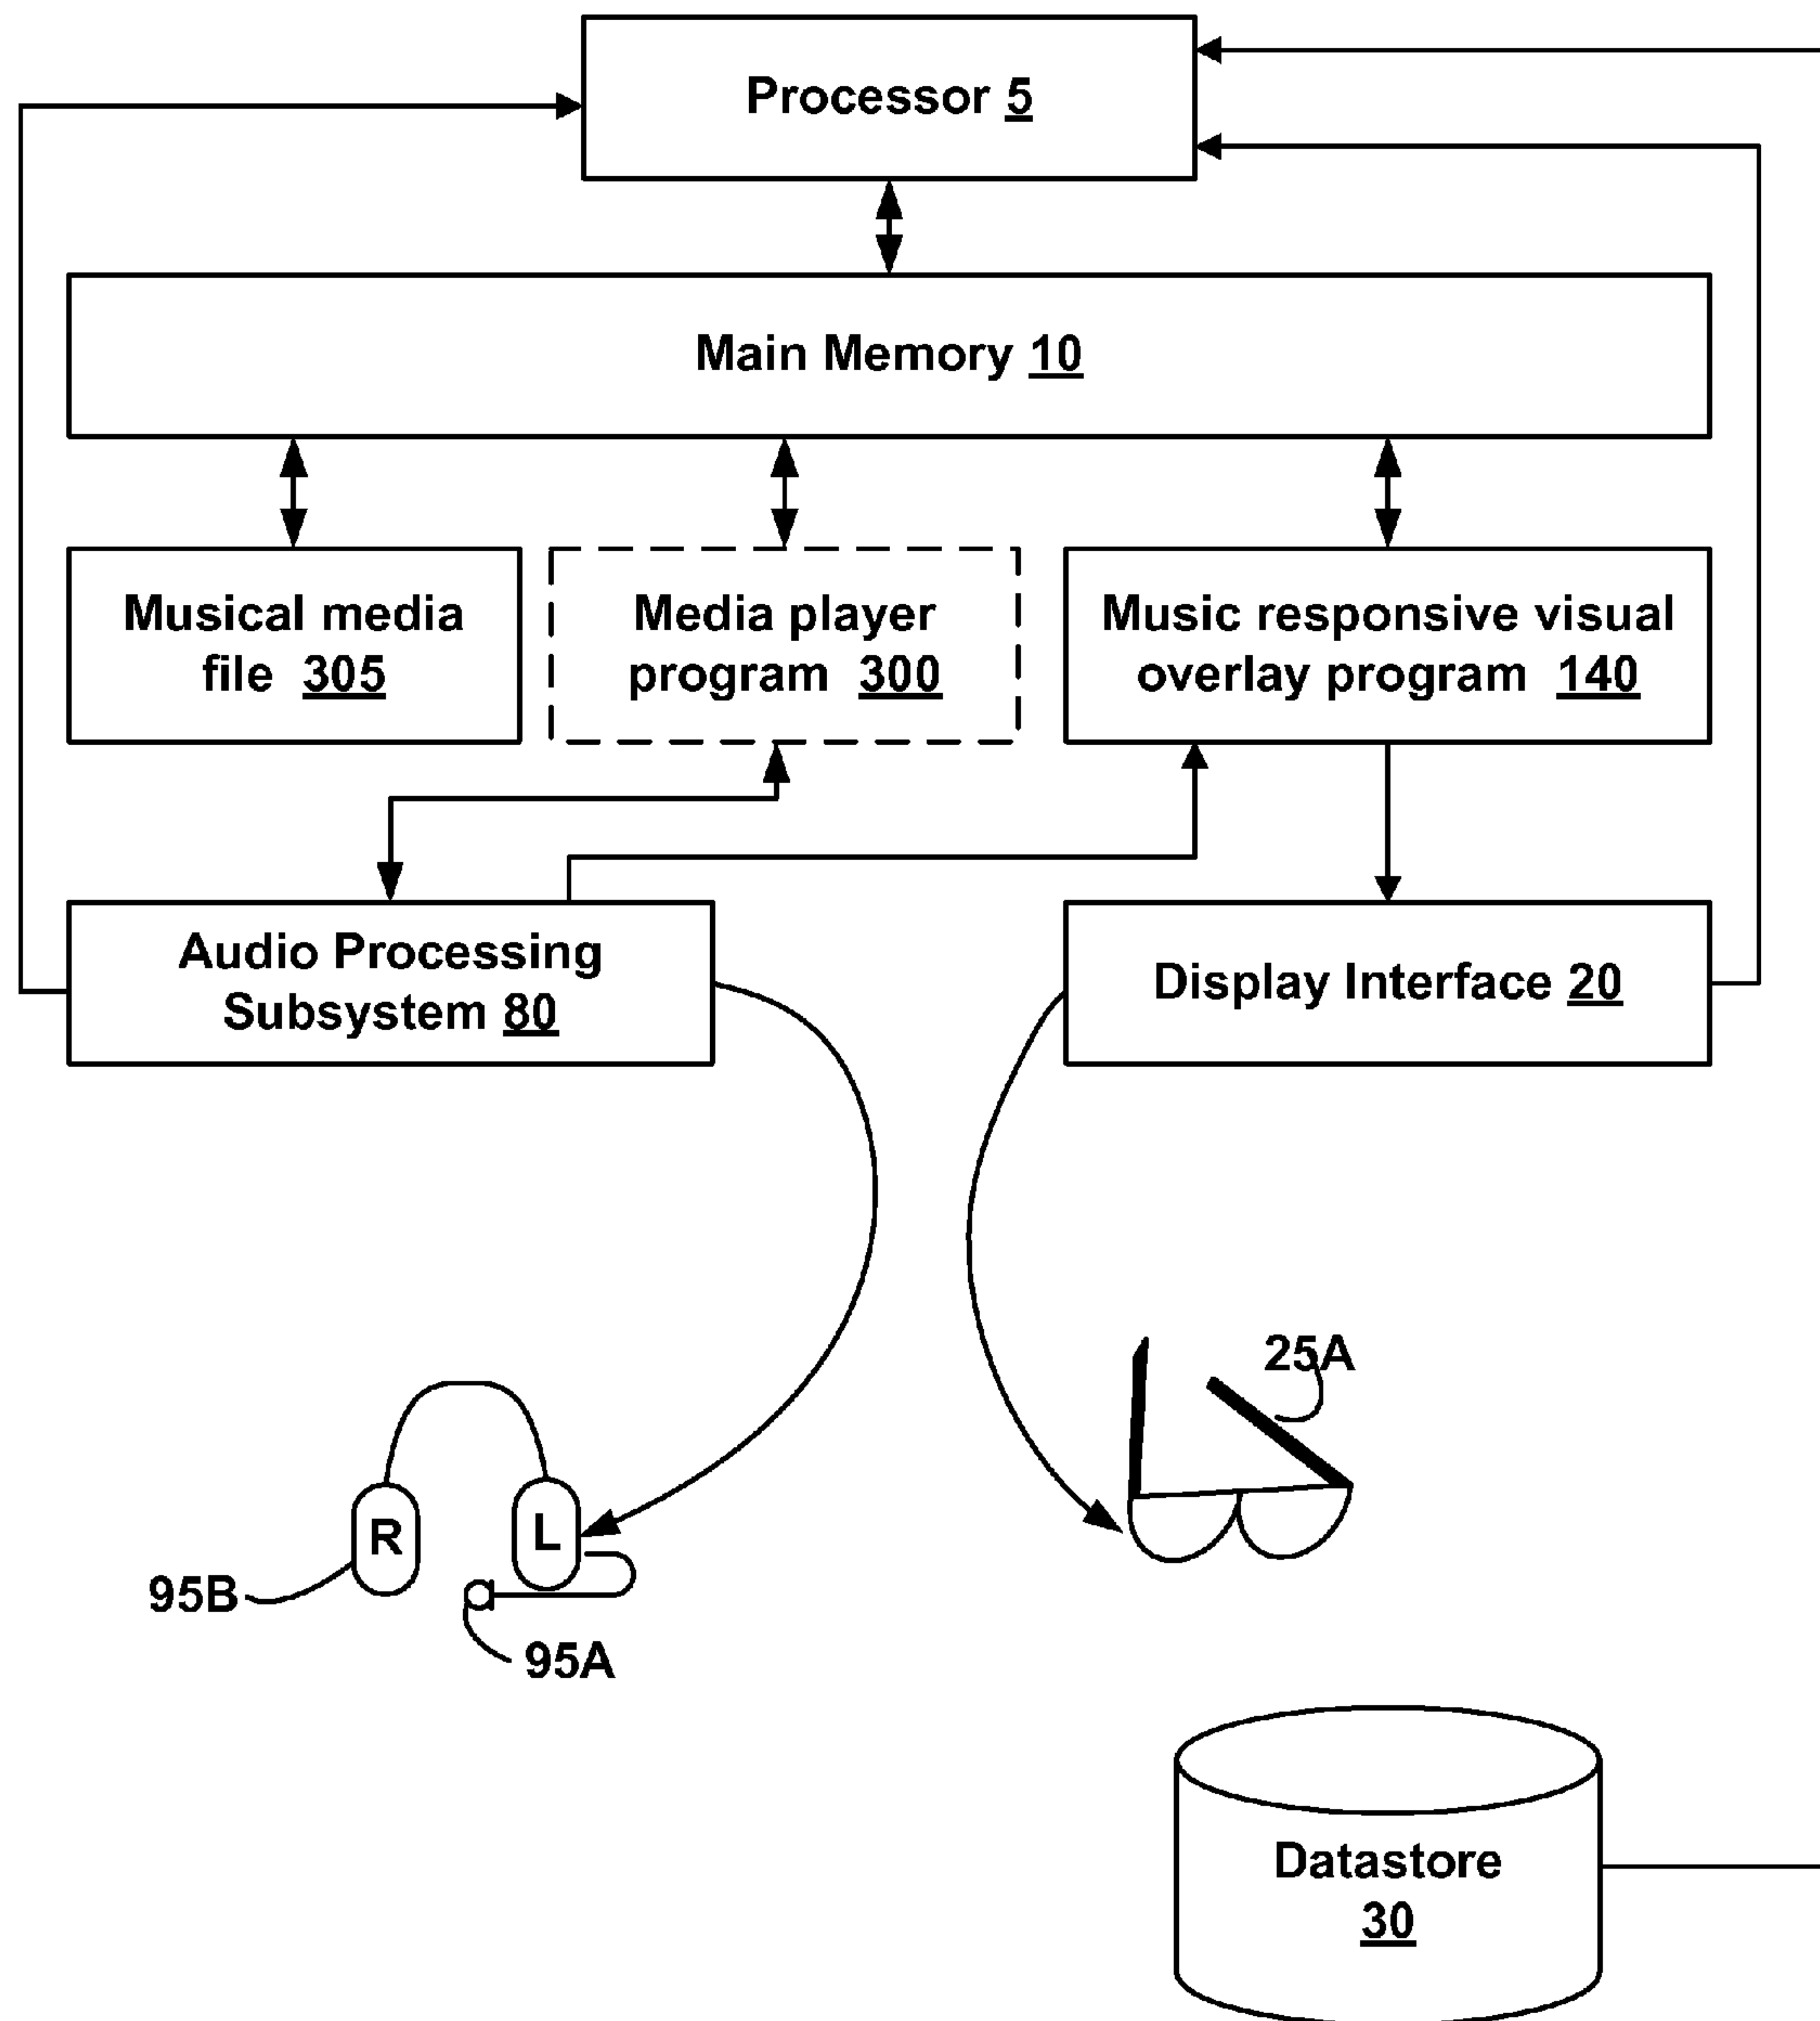 Processor 5
Main Memory 10
Musical media
file 305
Media player
program 300
Music responsive visual
overlay program 140
Audio Processing
Subsystem 80
Display Interface 20
25A
R
L
95B
95A
Datastore
30